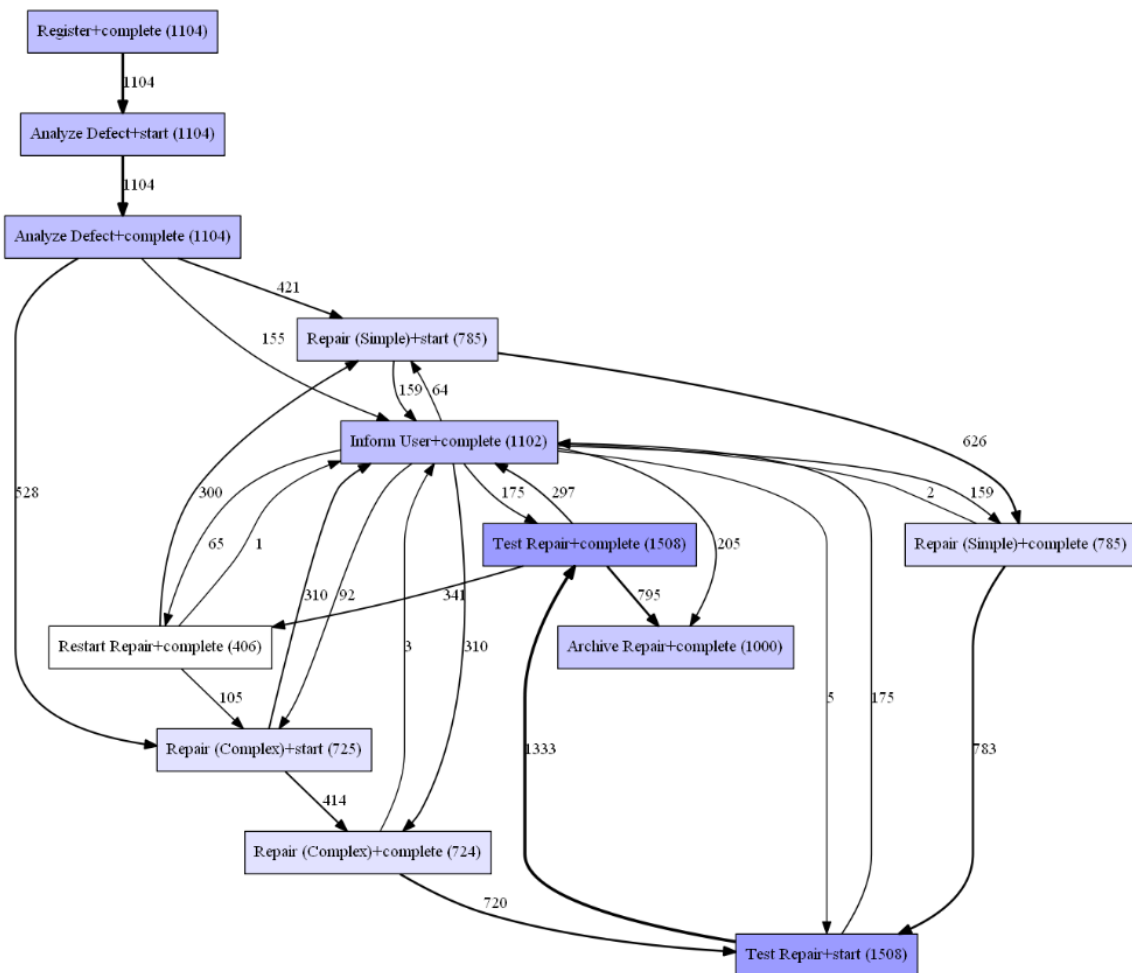 Register+complete (1104)
1104
Analyze Defect+start (1104)
1104
Analyze Defect+complete (1104)
421
155
Repair (Simple)+start (785)
159
64
Inform User+complete (1102)
626
528
300
175
297
2
159
65
1
Test Repair+complete (1508)
205
Repair (Simple)+complete (785)
310
92
341
795
Restart Repair+complete (406)
3
310
Archive Repair+complete (1000)
105
5
175
Repair (Complex)+start (725)
1333
783
414
Repair (Complex)+complete (724)
720
Test Repair+start (1508)